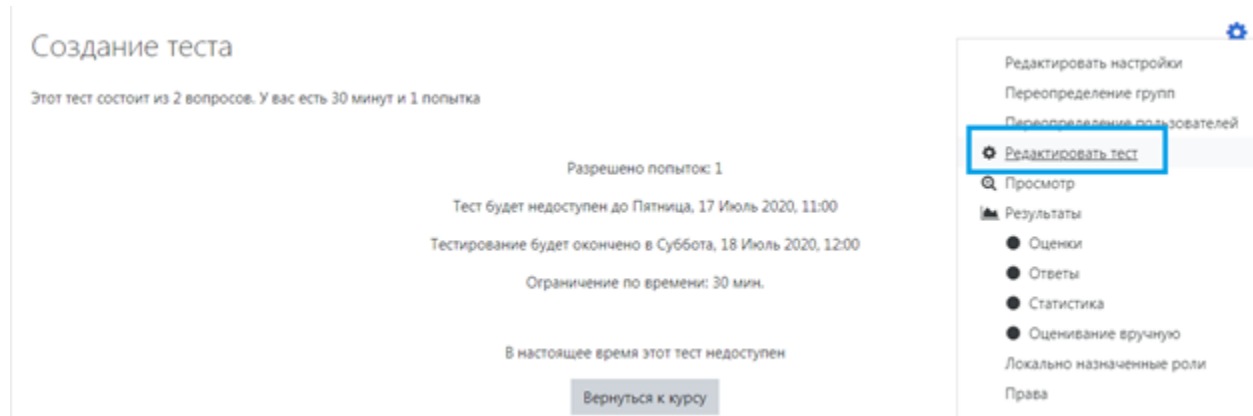 Создание теста
Этот тест состоит из 2 вопросов. У вас есть 30 минут и 1 попытка
Разрешено попыток: 1
Тест будет недоступен до Пятница, 17 Июль 2020, 11:00
Тестирование будет окончено в Суббота, 18 Июль 2020, 12:00
Ограничение по времени: 30 мин.
В настоящее время этот тест недоступен
Вернуться к курсу
Редактировать настройки
Переопределение групп
Переопределение пользователей
Редактировать тест
Просмотр
Результаты
Оценки
Ответы
Статистика
Оценивание вручную
Локально назначенные роли
Права